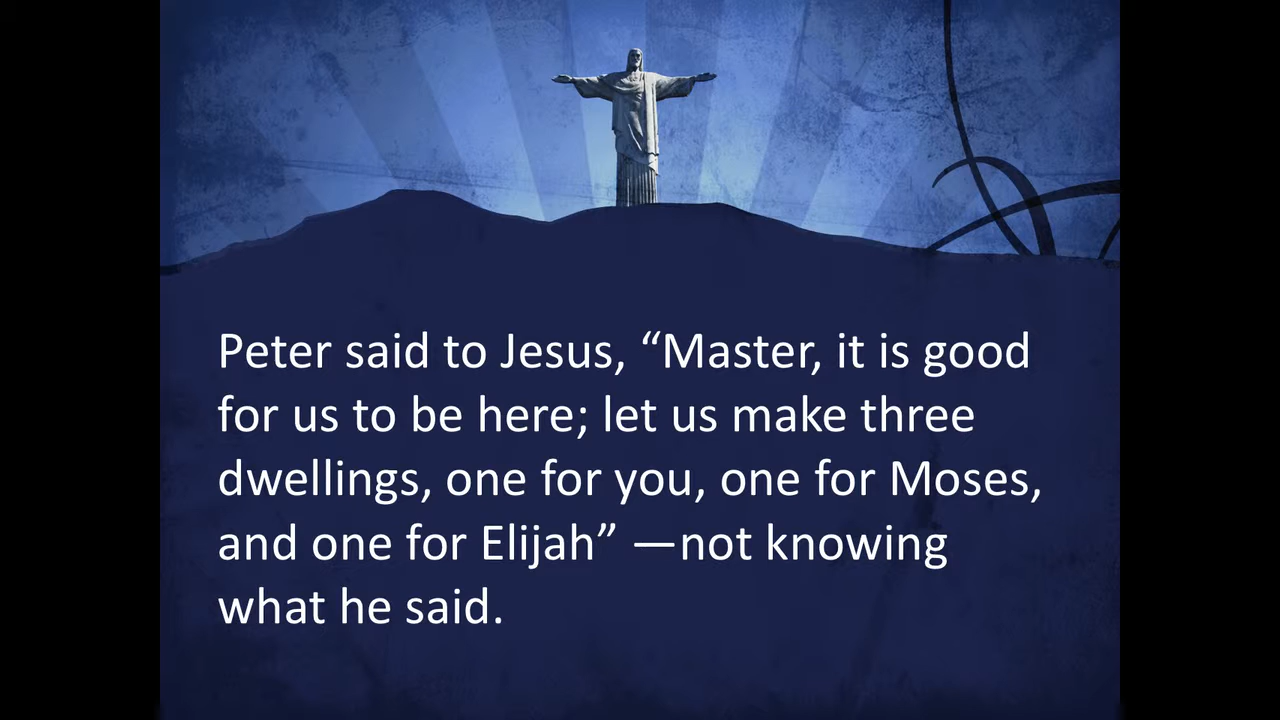 Peter said to Jesus, “Master, it is good
for us to be here; let us make three
dwellings, one for you, one for Moses,
and one for Elijah” —not knowing
what he said.